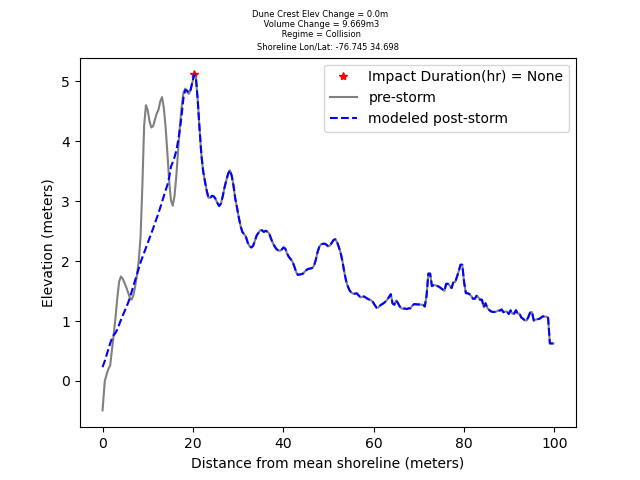 Dune Crest Elev Change = 0.0m
Volume Change = 9.669m3
Regime = Collision
Shoreline Lon/Lat: -76.745 34.698
Impact Duration(hr) = None
pre-storm
modeled post-storm
Elevation (meters)
5
4
3
2
1
0
0 20 40 60 80 100
Distance from mean shoreline (meters)